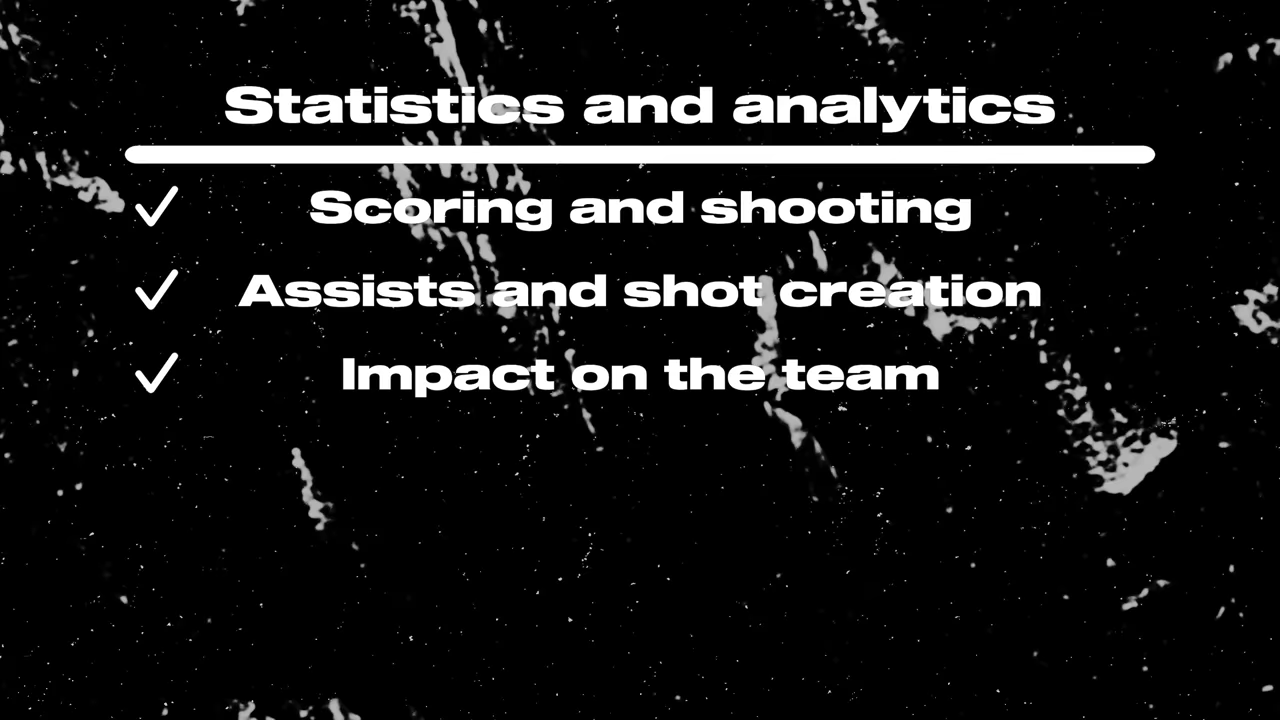 Statistics and analytics
Scoring and shooting
Assists and shot creation
Impact on the team